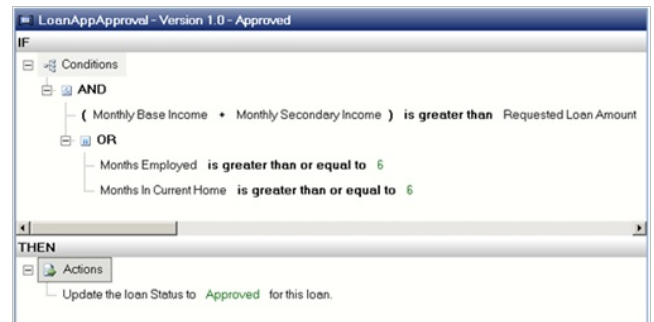 LoanAppApproval - Version 1.0 - Approved
IF
Conditions
AND
( Monthly Base Income + Monthly Secondary Income ) is greater than Requested Loan Amount
OR
Months Employed is greater than or equal to 6
Months In Current Home is greater than or equal to 6
THEN
Actions
Update the loan Status to Approved for this loan.